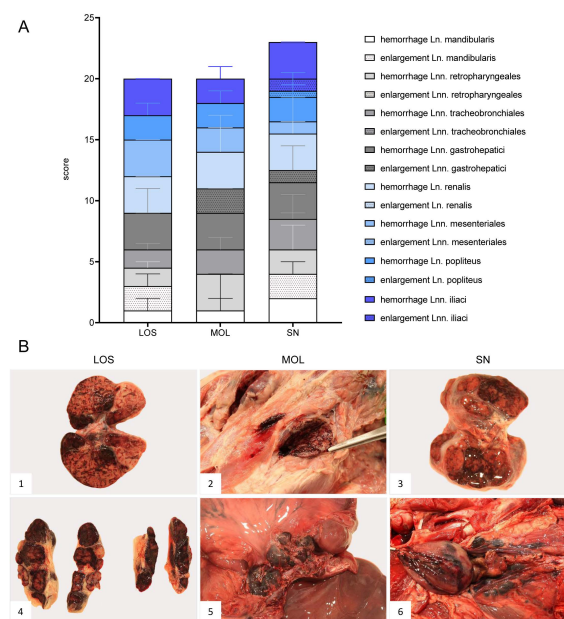 A
25
20
15
10
5
0
score
LOS MOL SN
hemorrhage Ln. mandibularis
enlargement Ln. mandibularis
hemorrhage Ln. retropharyngeales
enlargement Ln. retropharyngeales
hemorrhage Lnn. tracheobronchiales
enlargement Lnn. tracheobronchiales
hemorrhage Lnn. gastrohepatici
enlargement Lnn. gastrohepatici
hemorrhage Ln. renalis
enlargement Ln. renalis
hemorrhage Lnn. mesenteriales
enlargement Lnn. mesenteriales
hemorrhage Ln. popliteus
enlargement Ln. popliteus
hemorrhage Lnn. iliaci
enlargement Lnn. iliaci
B
LOS MOL SN
1 2 3
4 5 6